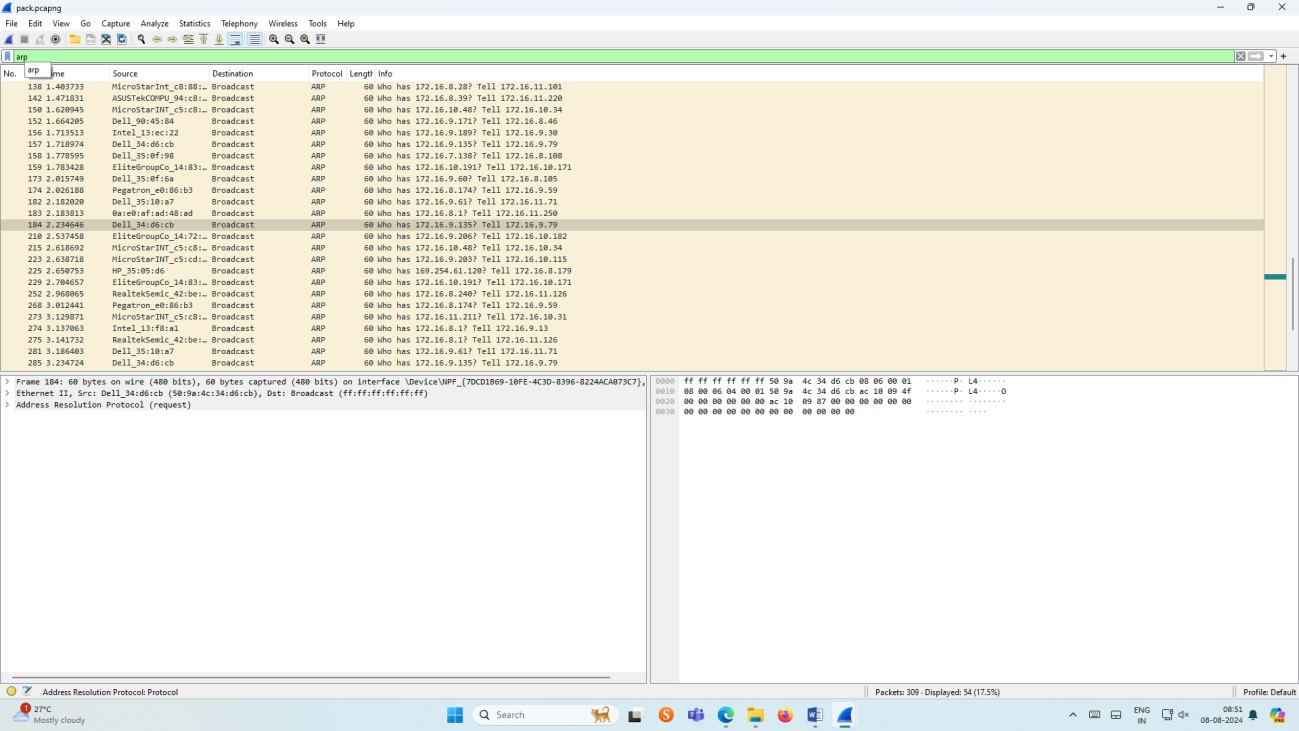 pack.pcapng
File Edit View Go Capture Analyze Statistics Telephony Wireless Tools Help
arp
arp
No. me Source Destination Protocol Length Info
138 1.403733 MicroStarInt_c8:88:… Broadcast ARP 60 Who has 172.16.8.28? Tell 172.16.11.101
142 1.471831 ASUSTekCOMPU_94:c8:… Broadcast ARP 60 Who has 172.16.8.39? Tell 172.16.11.220
150 1.620945 MicroStarINT_c5:c8:… Broadcast ARP 60 Who has 172.16.10.48? Tell 172.16.10.34
152 1.664205 Dell_90:45:84 Broadcast ARP 60 Who has 172.16.9.171? Tell 172.16.8.46
156 1.713513 Intel_13:ec:22 Broadcast ARP 60 Who has 172.16.9.189? Tell 172.16.9.30
157 1.718974 Dell_34:d6:cb Broadcast ARP 60 Who has 172.16.9.135? Tell 172.16.9.79
158 1.778595 Dell_35:0f:98 Broadcast ARP 60 Who has 172.16.7.138? Tell 172.16.8.108
159 1.783428 EliteGroupCo_14:83:… Broadcast ARP 60 Who has 172.16.10.191? Tell 172.16.10.171
173 2.015749 Dell_35:0f:6a Broadcast ARP 60 Who has 172.16.9.60? Tell 172.16.8.105
174 2.026188 Pegatron_e0:86:b3 Broadcast ARP 60 Who has 172.16.8.174? Tell 172.16.9.59
182 2.182020 Dell_35:10:a7 Broadcast ARP 60 Who has 172.16.9.61? Tell 172.16.11.71
183 2.183813 0a:e0:af:ad:48:ad Broadcast ARP 60 Who has 172.16.8.1? Tell 172.16.11.250
184 2.234646 Dell_34:d6:cb Broadcast ARP 60 Who has 172.16.9.135? Tell 172.16.9.79
210 2.537458 EliteGroupCo_14:72:… Broadcast ARP 60 Who has 172.16.9.206? Tell 172.16.10.182
215 2.618692 MicroStarINT_c5:c8:… Broadcast ARP 60 Who has 172.16.10.48? Tell 172.16.10.34
223 2.638718 MicroStarINT_c5:cd:… Broadcast ARP 60 Who has 172.16.9.203? Tell 172.16.10.115
225 2.650753 HP_35:05:d6 Broadcast ARP 60 Who has 169.254.61.120? Tell 172.16.8.179
229 2.704657 EliteGroupCo_14:83:… Broadcast ARP 60 Who has 172.16.10.191? Tell 172.16.10.171
252 2.968065 RealtekSemic_42:be:… Broadcast ARP 60 Who has 172.16.8.240? Tell 172.16.11.126
268 3.012441 Pegatron_e0:86:b3 Broadcast ARP 60 Who has 172.16.8.174? Tell 172.16.9.59
273 3.129871 MicroStarINT_c5:c8:… Broadcast ARP 60 Who has 172.16.11.211? Tell 172.16.10.31
274 3.137063 Intel_13:f8:a1 Broadcast ARP 60 Who has 172.16.8.1? Tell 172.16.9.13
275 3.141732 RealtekSemic_42:be:… Broadcast ARP 60 Who has 172.16.8.1? Tell 172.16.11.126
281 3.186403 Dell_35:10:a7 Broadcast ARP 60 Who has 172.16.9.61? Tell 172.16.11.71
285 3.234724 Dell_34:d6:cb Broadcast ARP 60 Who has 172.16.9.135? Tell 172.16.9.79
Frame 184: 60 bytes on wire (480 bits), 60 bytes captured (480 bits) on interface \Device\NPF_{7DCD1B69-10FE-4C3D-8396-8224ACA073C7},
Ethernet II, Src: Dell_34:d6:cb (50:9a:4c:34:d6:cb), Dst: Broadcast (ff:ff:ff:ff:ff:ff)
Address Resolution Protocol (request)
0000 ff ff ff ff ff ff 50 9a 4c 34 d6 cb 08 06 00 01 ······P· L4······
0010 08 00 06 04 00 01 50 9a 4c 34 d6 cb ac 10 09 4f ······P· L4·····O
0020 00 00 00 00 00 00 ac 10 09 87 00 00 00 00 00 00 ········ ········
0030 00 00 00 00 00 00 00 00 00 00 00 00 ········ ····
Address Resolution Protocol: Protocol
Packets: 309 · Displayed: 54 (17.5%)
Profile: Default
1
27°C
Mostly cloudy
Search
ENG
IN
08:51
08-08-2024